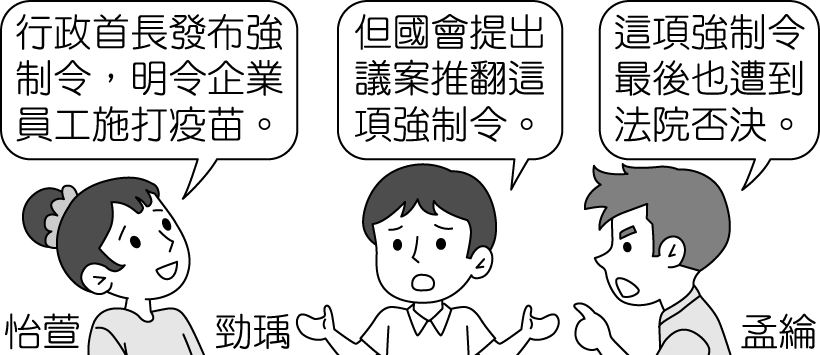 行政首長發布強
制令，明令企業
員工施打疫苗。
但國會提出
議案推翻這
項強制令。
這項強制令
最後也遭到
法院否決。
怡萱
勁瑀
孟綸